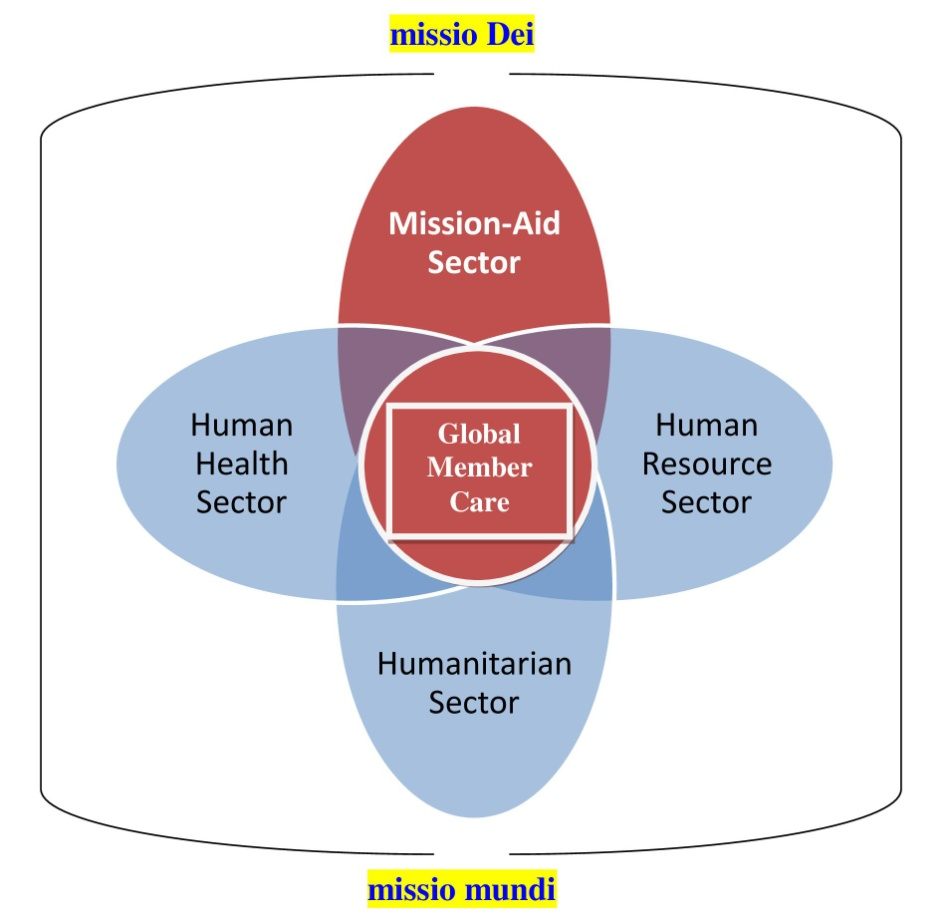 missio Dei
Mission-Aid
Sector
Human
Health
Sector
Global
Member
Care
Human
Resource
Sector
Humanitarian
Sector
missio mundi